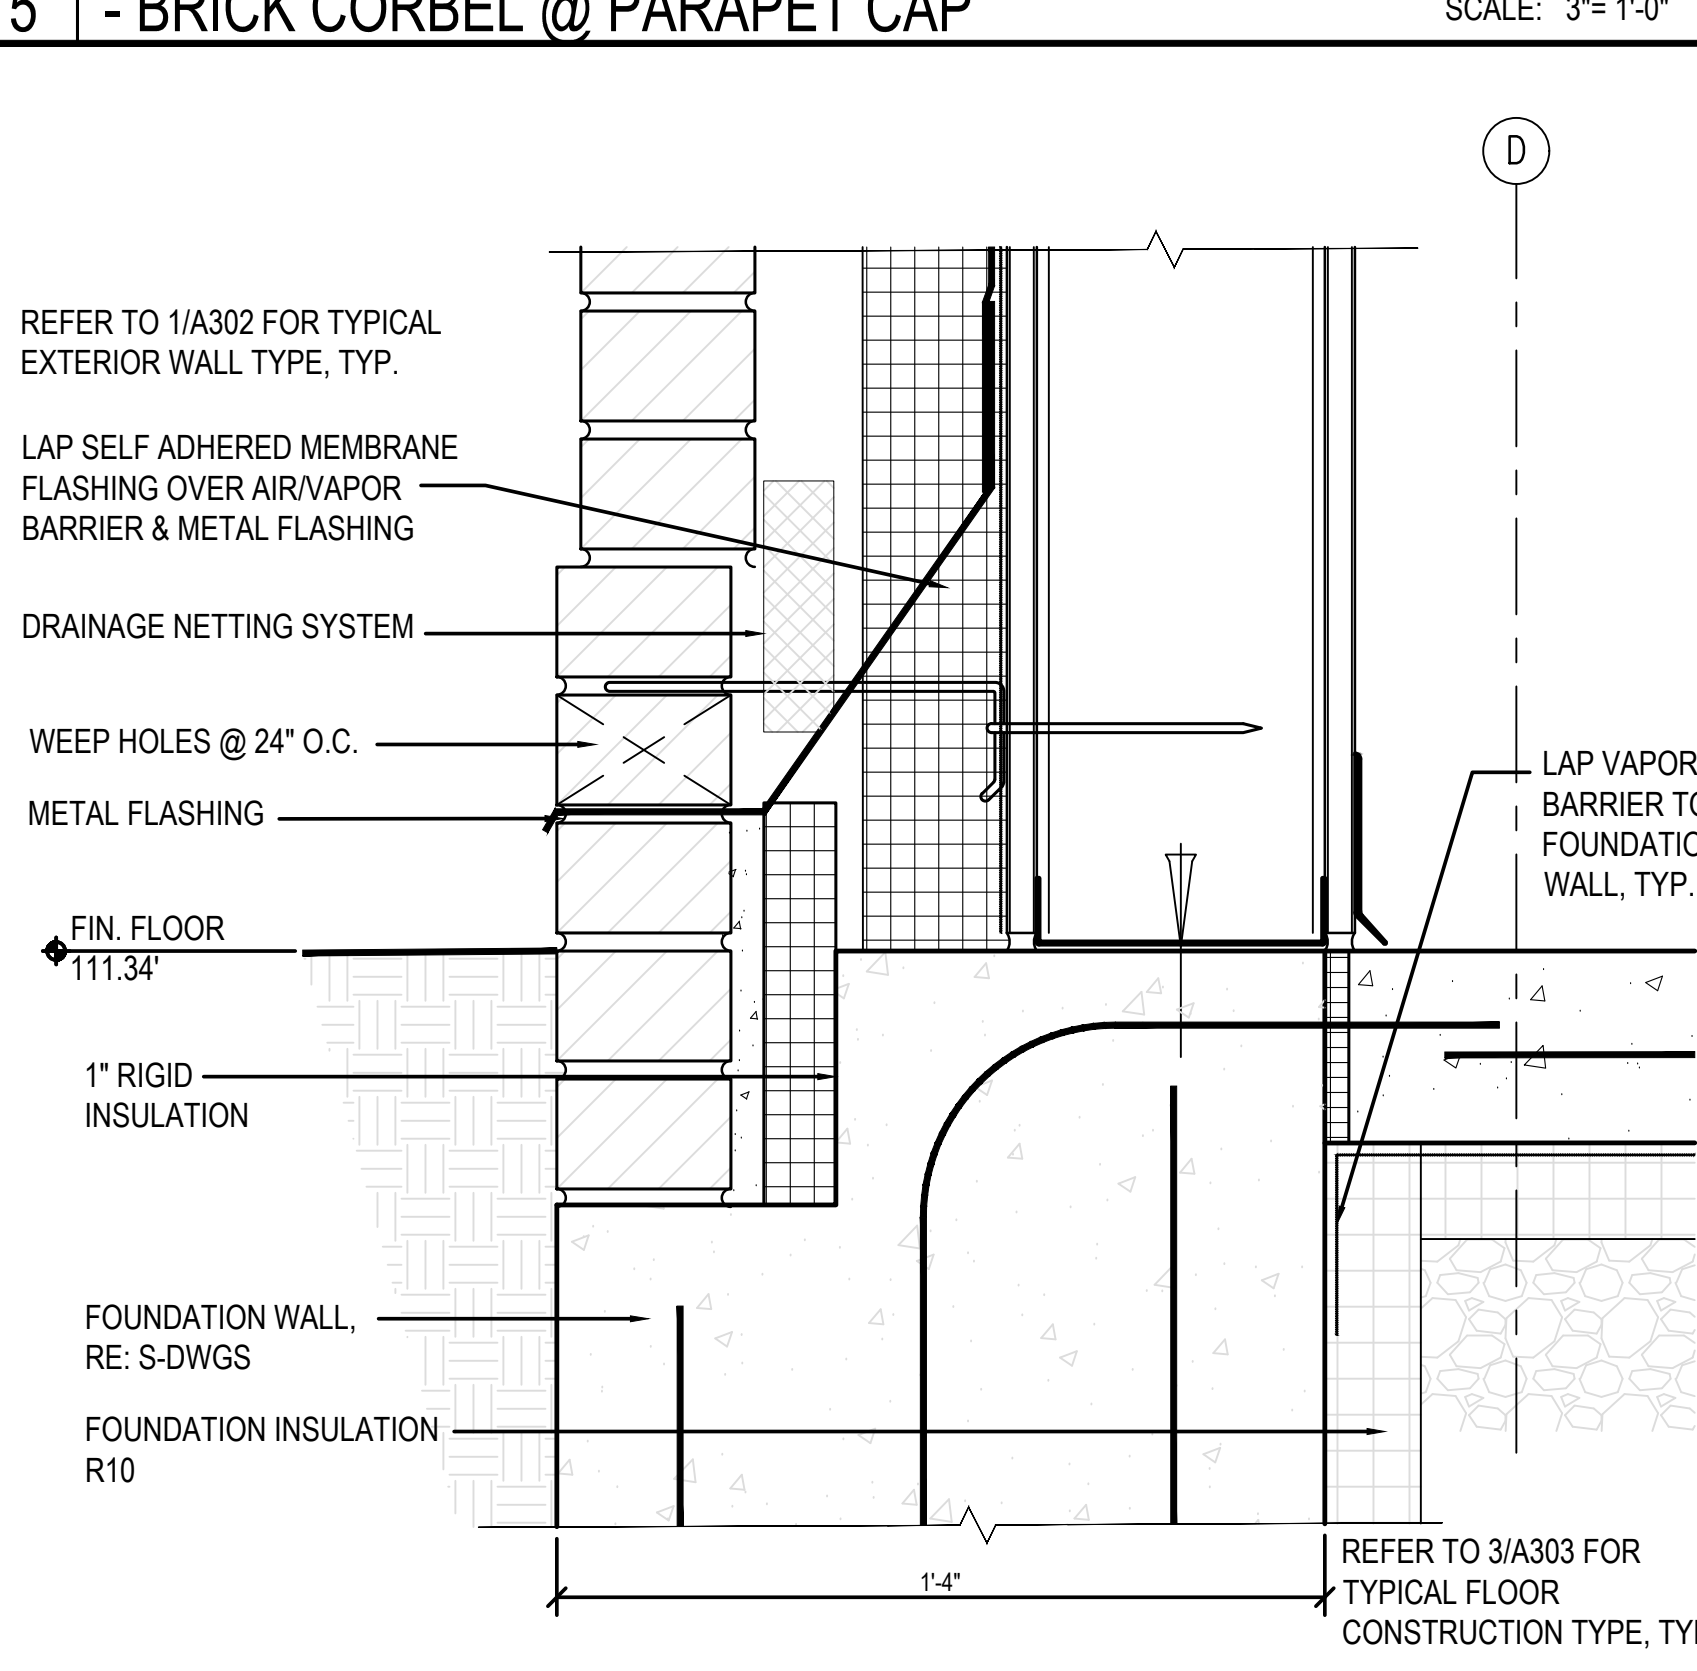 5 - BRICK CORBEL @ PARAPET CAP
SCALE: 3"= 1'-0"
D
REFER TO 1/A302 FOR TYPICAL
EXTERIOR WALL TYPE, TYP.
LAP SELF ADHERED MEMBRANE
FLASHING OVER AIR/VAPOR
BARRIER & METAL FLASHING
DRAINAGE NETTING SYSTEM
WEEP HOLES @ 24" O.C.
METAL FLASHING
LAP VAPOR
BARRIER TO
FOUNDATIO
WALL, TYP.
FIN. FLOOR
111.34'
1" RIGID
INSULATION
FOUNDATION WALL,
RE: S-DWGS
FOUNDATION INSULATION
R10
1'-4"
REFER TO 3/A303 FOR
TYPICAL FLOOR
CONSTRUCTION TYPE, TYP